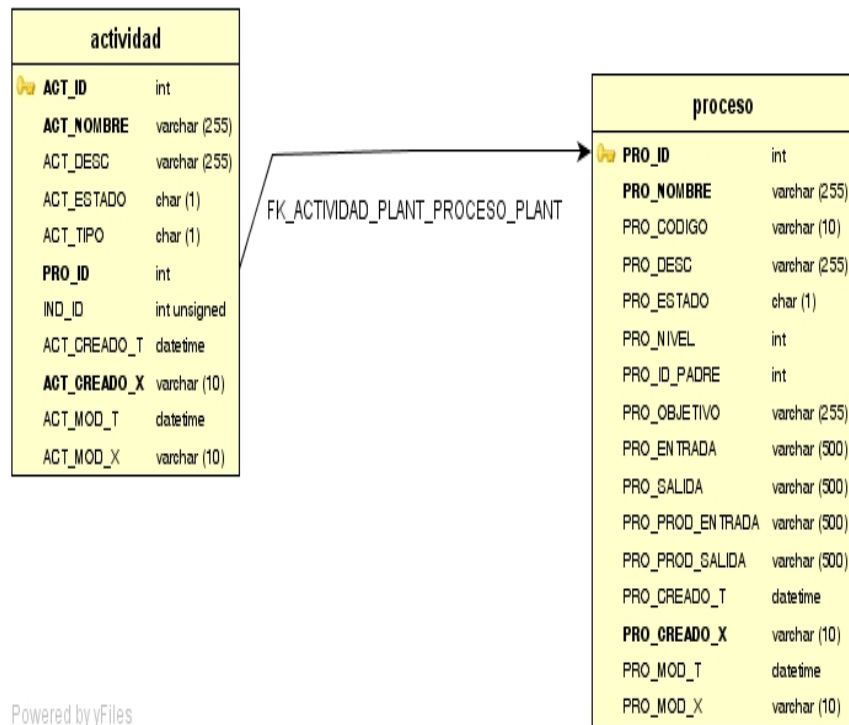 actividad
ACT_ID int
ACT_NOMBRE varchar (255)
ACT_DESC varchar (255)
ACT_ESTADO char (1)
ACT_TIPO char (1)
PRO_ID int
IND_ID int unsigned
ACT_CREADO_T datetime
ACT_CREADO_X varchar (10)
ACT_MOD_T datetime
ACT_MOD_X varchar (10)
FK_ACTIVIDAD_PLANT_PROCESO_PLANT
proceso
PRO_ID int
PRO_NOMBRE varchar (255)
PRO_CODIGO varchar (10)
PRO_DESC varchar (255)
PRO_ESTADO char (1)
PRO_NIVEL int
PRO_ID_PADRE int
PRO_OBJETIVO varchar (255)
PRO_ENTRADA varchar (500)
PRO_SALIDA varchar (500)
PRO_PROD_ENTRADA varchar (500)
PRO_PROD_SALIDA varchar (500)
PRO_CREADO_T datetime
PRO_CREADO_X varchar (10)
PRO_MOD_T datetime
PRO_MOD_X varchar (10)
Powered by yFiles